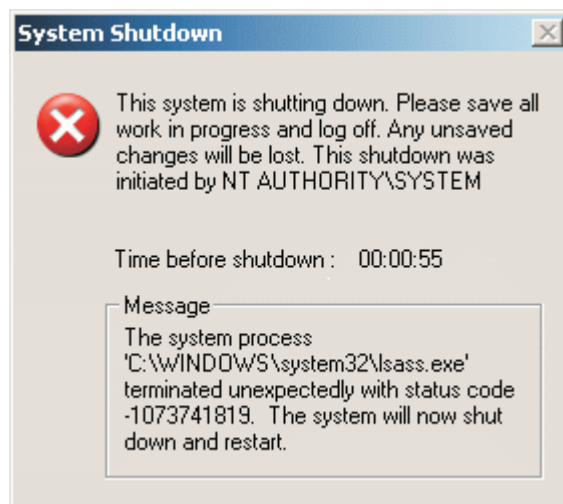 System Shutdown
This system is shutting down. Please save all
work in progress and log off. Any unsaved
changes will be lost. This shutdown was
initiated by NT AUTHORITY\SYSTEM
Time before shutdown : 00:00:55
Message
The system process
'C:\WINDOWS\system32\lsass.exe'
terminated unexpectedly with status code
-1073741819. The system will now shut
down and restart.